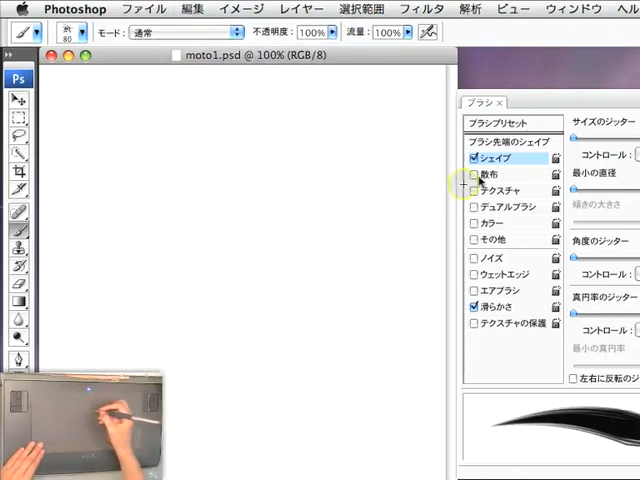 Photoshop ファイル 編集 イメージ レイヤー 選択範囲 フィルタ 解析 ビュー ウィンドウ ヘル
80 モード: 通常 不透明度: 100% 流量: 100%
moto1.psd @ 100% (RGB/8)
Ps
ブラシ ×
ブラシプリセット
ブラシ先端のシェイプ
シェイプ
散布
テクスチャ
デュアルブラシ
カラー
その他
ノイズ
ウェットエッジ
エアブラシ
滑らかさ
テクスチャの保護
サイズのジッター
コントロール:
最小の直径
傾きの大きさ
角度のジッター
コントロール:
真円率のジッター
コントロール:
最小の真円率
左右に反転のジ